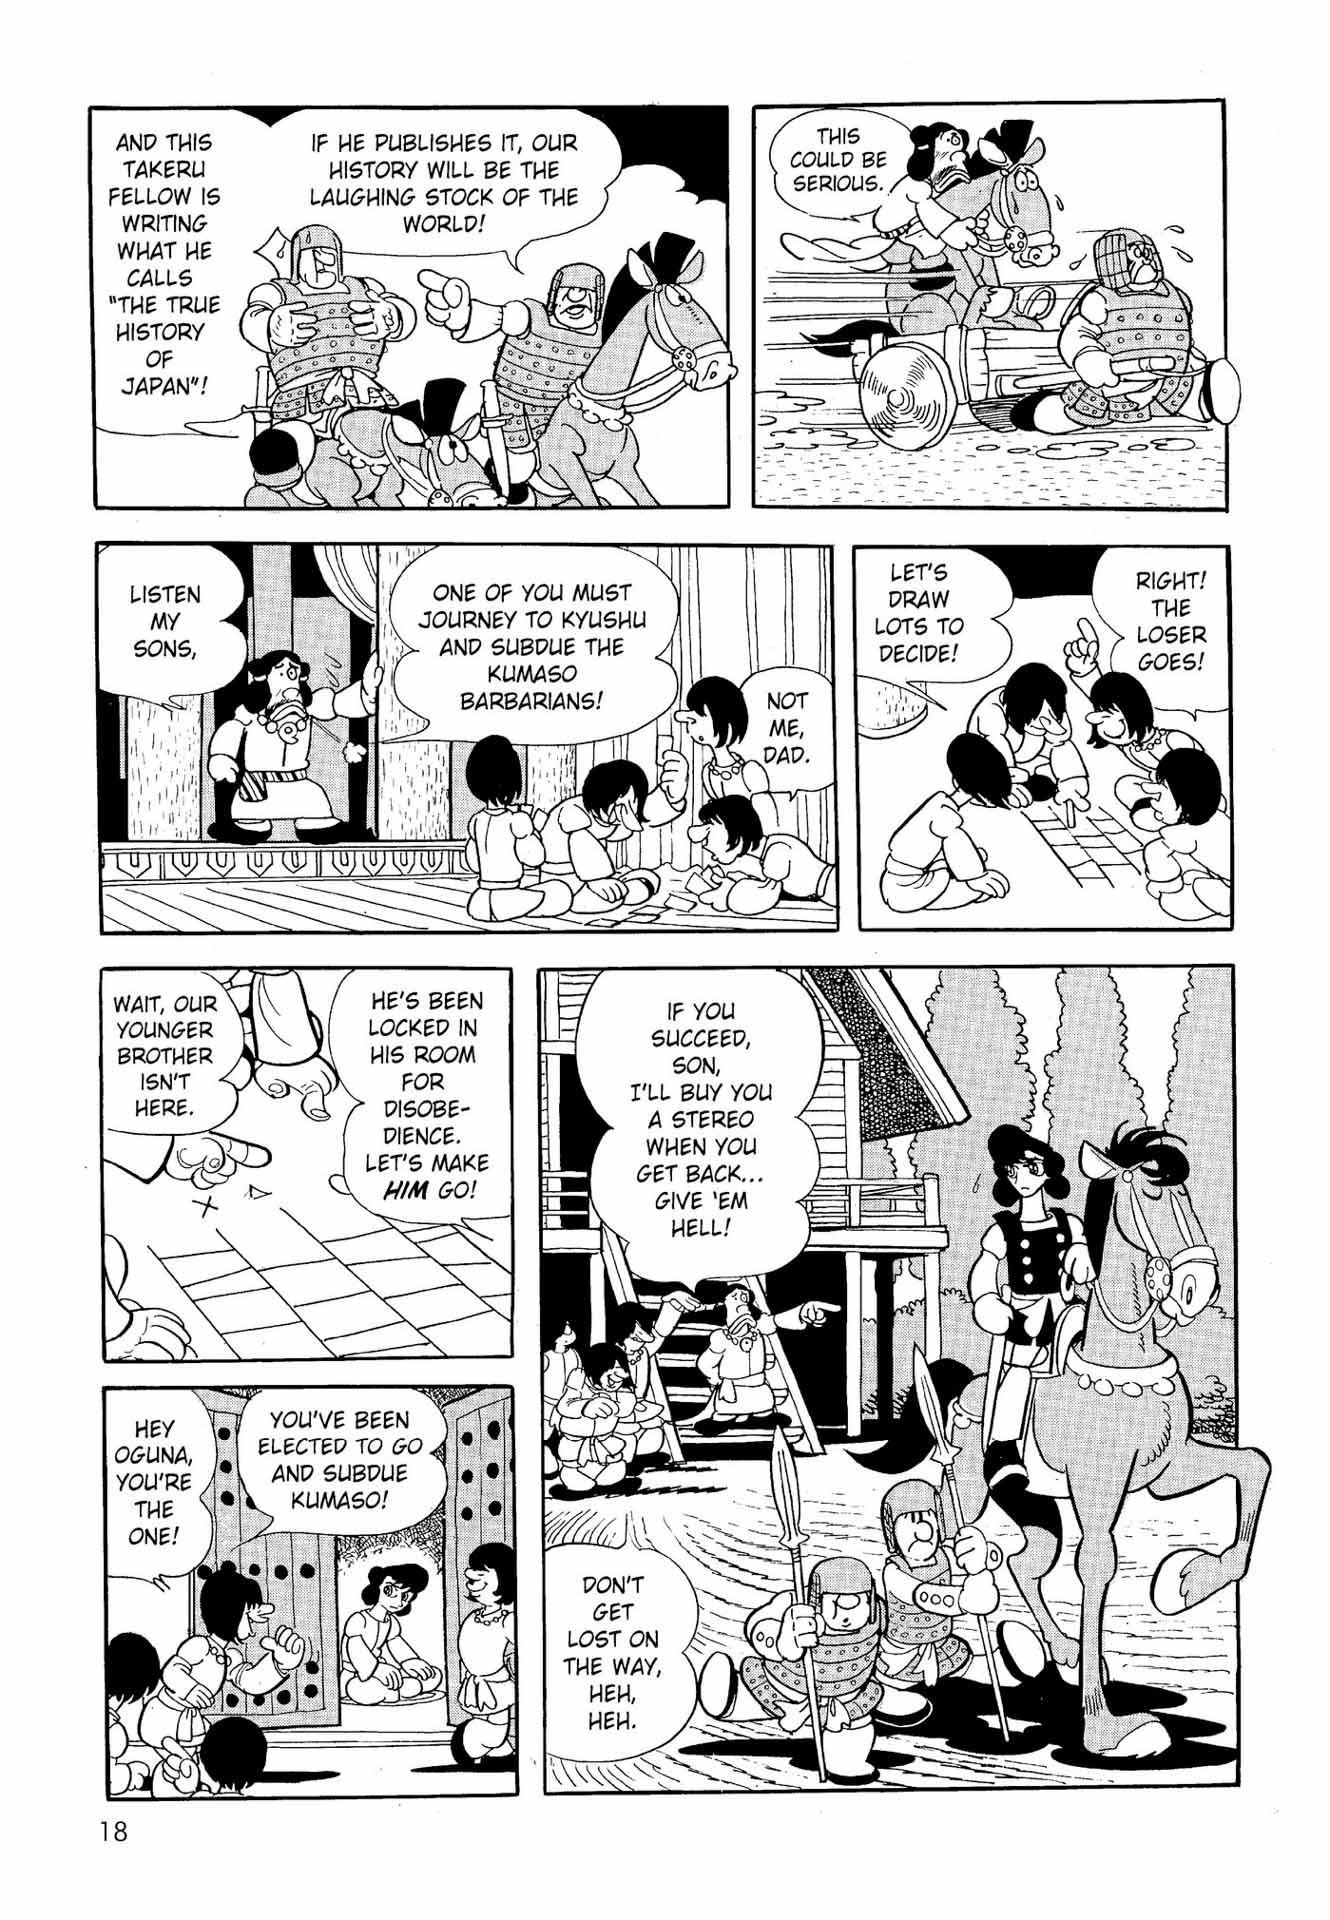 AND THIS
TAKERU
FELLOW IS
WRITING
WHAT HE
CALLS
"THE TRUE
HISTORY
OF
JAPAN"!
IF HE PUBLISHES IT, OUR
HISTORY WILL BE THE
LAUGHING STOCK OF THE
WORLD!
THIS
COULD BE
SERIOUS.
LISTEN
MY
SONS,
ONE OF YOU MUST
JOURNEY TO KYUSHU
AND SUBDUE THE
KUMASO
BARBARIANS!
NOT
ME,
DAD.
LET'S
DRAW
LOTS TO
DECIDE!
RIGHT!
THE
LOSER
GOES!
WAIT, OUR
YOUNGER
BROTHER
ISN'T
HERE.
HE'S BEEN
LOCKED IN
HIS ROOM
FOR
DISOBE-
DIENCE.
LET'S MAKE
HIM GO!
HEY
OGUNA,
YOU'RE
THE
ONE!
YOU'VE BEEN
ELECTED TO GO
AND SUBDUE
KUMASO!
IF YOU
SUCCEED,
SON,
I'LL BUY YOU
A STEREO
WHEN YOU
GET BACK...
GIVE 'EM
HELL!
DON'T
GET
LOST ON
THE WAY,
HEH,
HEH.
18